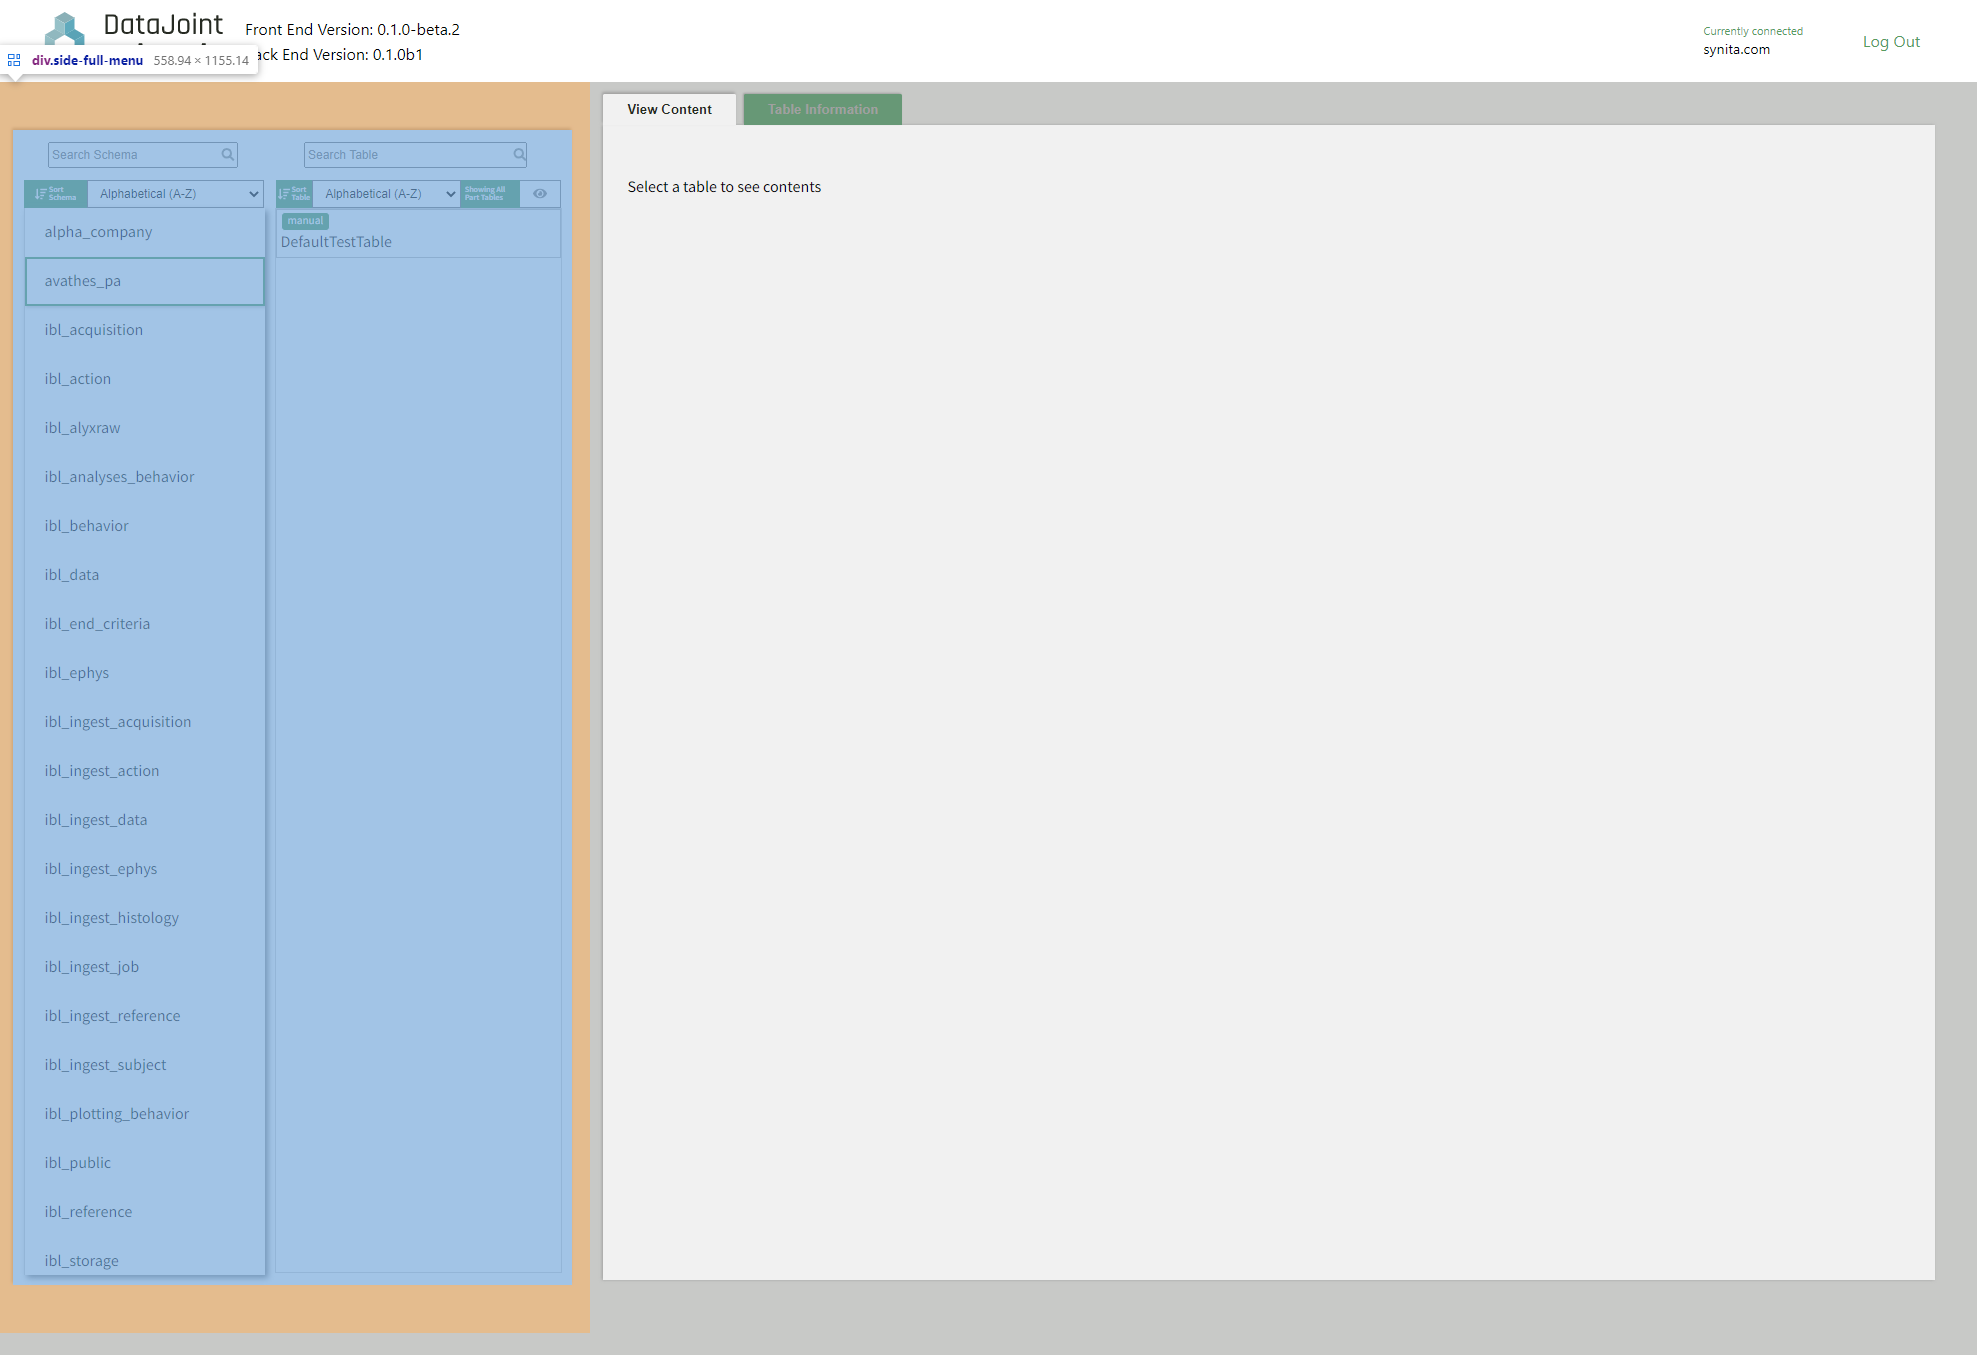 DataJoint
Front End Version: 0.1.0-beta.2
ack End Version: 0.1.0b1
div.side-full-menu 558.94 × 1155.14
Currently connected
synita.com
Log Out
View Content
Table Information
Search Schema
Search Table
Sort Schema
Alphabetical (A-Z)
Sort Table
Alphabetical (A-Z)
Showing All Part Tables
alpha_company
avathes_pa
ibl_acquisition
ibl_action
ibl_alyxraw
ibl_analyses_behavior
ibl_behavior
ibl_data
ibl_end_criteria
ibl_ephys
ibl_ingest_acquisition
ibl_ingest_action
ibl_ingest_data
ibl_ingest_ephys
ibl_ingest_histology
ibl_ingest_job
ibl_ingest_reference
ibl_ingest_subject
ibl_plotting_behavior
ibl_public
ibl_reference
ibl_storage
manual
DefaultTestTable
Select a table to see contents